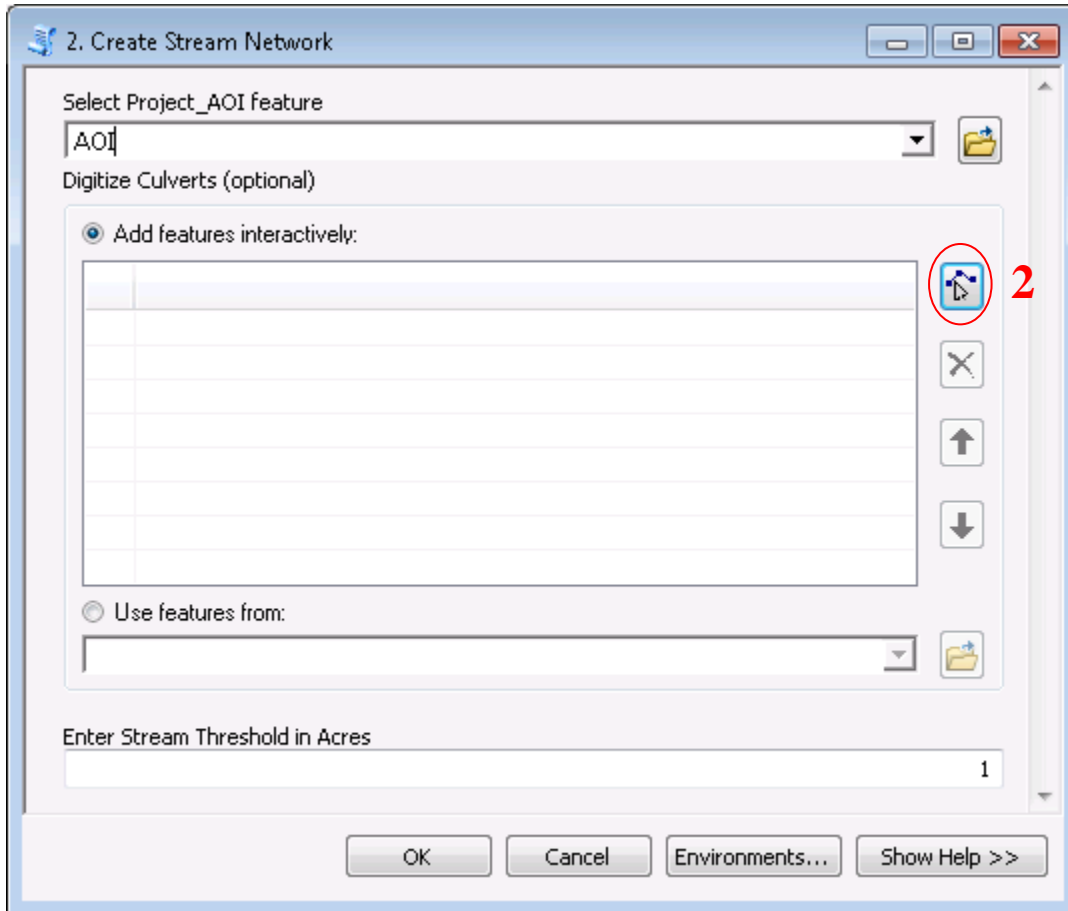 2. Create Stream Network
Select Project_AOI feature
AOI
Digitize Culverts (optional)
Add features interactively:
2
Use features from:
Enter Stream Threshold in Acres
1
OK Cancel Environments... Show Help >>